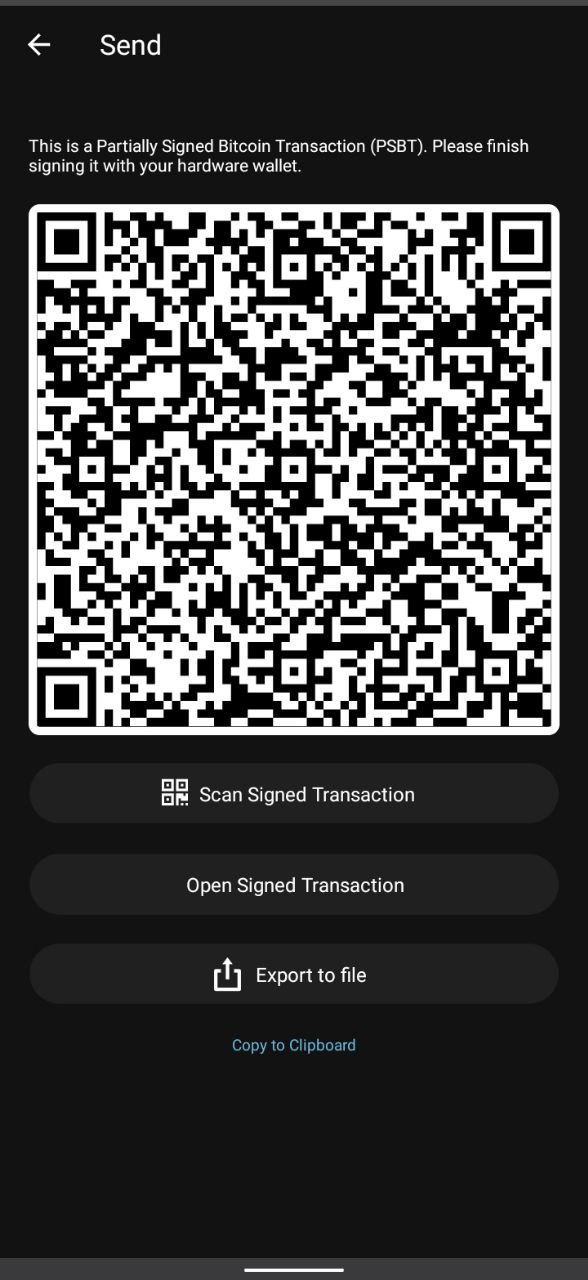 Send
This is a Partially Signed Bitcoin Transaction (PSBT). Please finish
signing it with your hardware wallet.
Scan Signed Transaction
Open Signed Transaction
Export to file
Copy to Clipboard